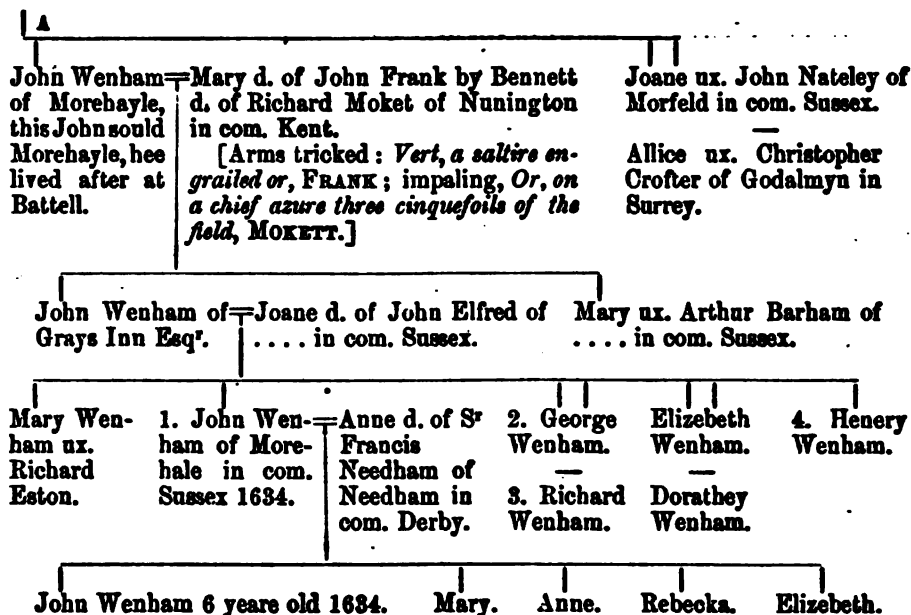 A
John Wenham
of Morehayle,
this John sould
Morehayle, hee
lived after at
Battell.
Mary d. of John Frank by Bennett
d. of Richard Moket of Nunington
in com. Kent.
[Arms tricked : Vert, a saltire en-
grailed or, FRANK ; impaling, Or, on
a chief azure three cinquefoils of the
field, MOKETT.]
Joane ux. John Nateley of
Morfeld in com. Sussex.
Allice ux. Christopher
Crofter of Godalmyn in
Surrey.
John Wenham of
Grays Inn Esqr.
Joane d. of John Elfred of
. . . . in com. Sussex.
Mary ux. Arthur Barham of
. . . . in com. Sussex.
Mary Wen-
ham ux.
Richard
Eston.
1. John Wen-
ham of More-
hale in com.
Sussex 1634.
Anne d. of Sr
Francis
Needham of
Needham in
com. Derby.
2. George
Wenham.
3. Richard
Wenham.
Elizebeth
Wenham.
Dorathey
Wenham.
4. Henery
Wenham.
John Wenham 6 yeare old 1634.
Mary.
Anne.
Rebecka.
Elizebeth.